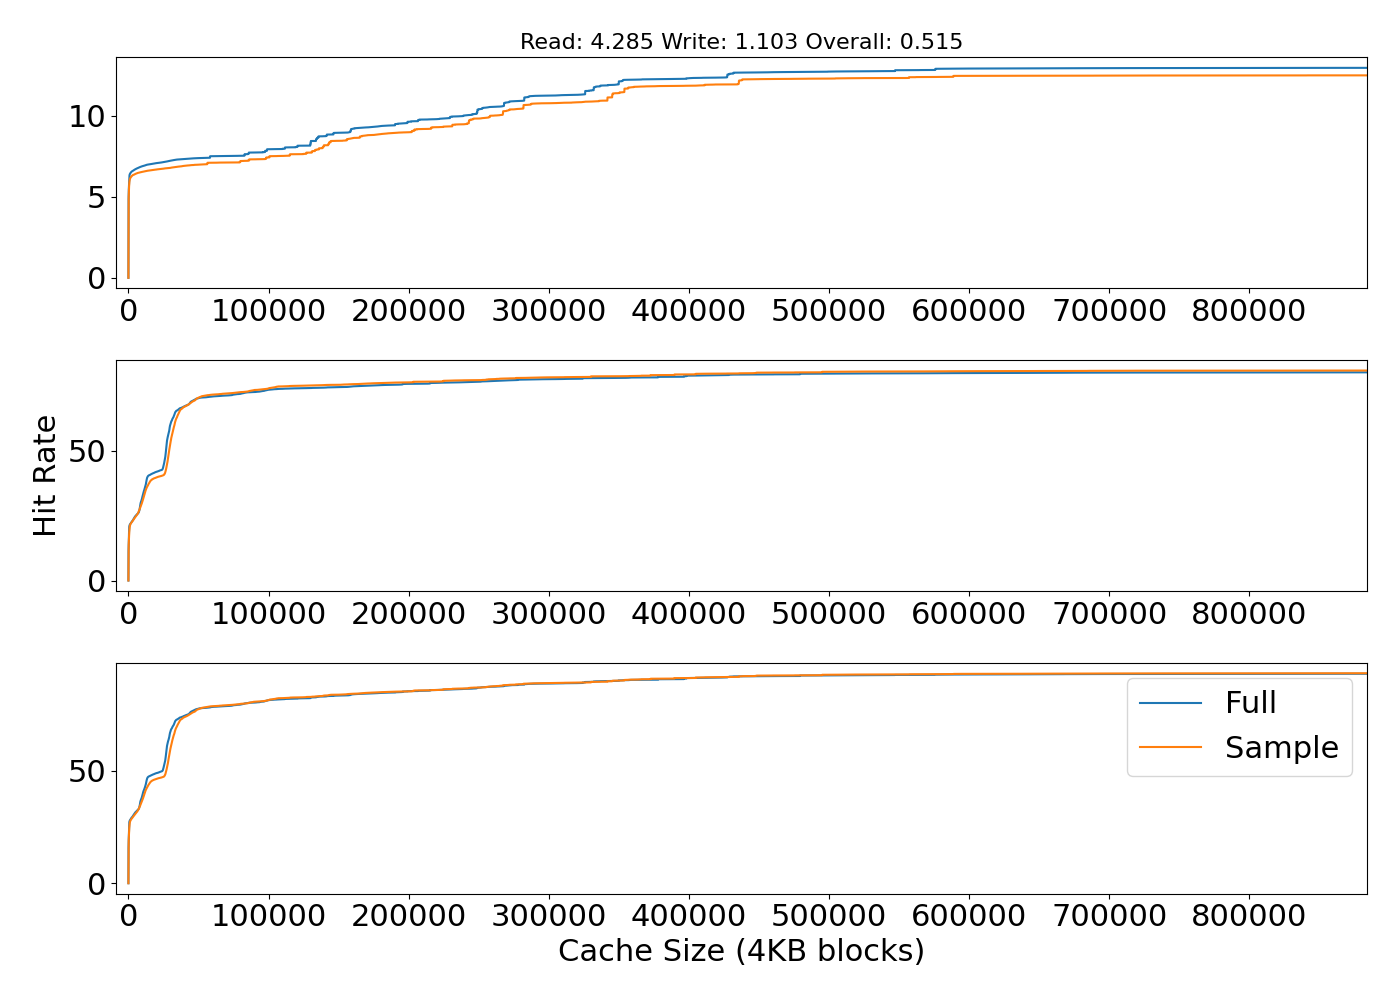 Read: 4.285 Write: 1.103 Overall: 0.515
10
5
0
0 100000 200000 300000 400000 500000 600000 700000 800000
Hit Rate
50
0
0 100000 200000 300000 400000 500000 600000 700000 800000
50
0
Full
Sample
0 100000 200000 300000 400000 500000 600000 700000 800000
Cache Size (4KB blocks)